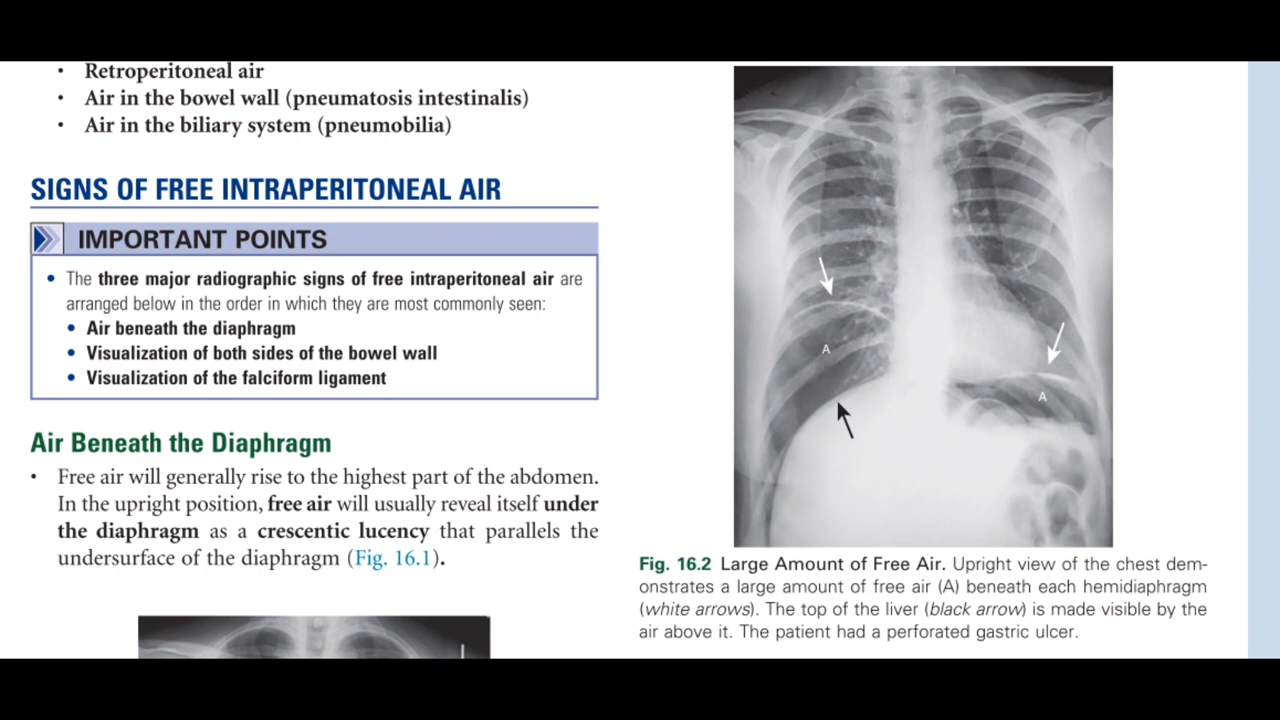 • Retroperitoneal air
• Air in the bowel wall (pneumatosis intestinalis)
• Air in the biliary system (pneumobilia)
SIGNS OF FREE INTRAPERITONEAL AIR
IMPORTANT POINTS
• The three major radiographic signs of free intraperitoneal air are
arranged below in the order in which they are most commonly seen:
• Air beneath the diaphragm
• Visualization of both sides of the bowel wall
• Visualization of the falciform ligament
Air Beneath the Diaphragm
• Free air will generally rise to the highest part of the abdomen.
In the upright position, free air will usually reveal itself under
the diaphragm as a crescentic lucency that parallels the
undersurface of the diaphragm (Fig. 16.1).
A
A
Fig. 16.2 Large Amount of Free Air. Upright view of the chest dem-
onstrates a large amount of free air (A) beneath each hemidiaphragm
(white arrows). The top of the liver (black arrow) is made visible by the
air above it. The patient had a perforated gastric ulcer.